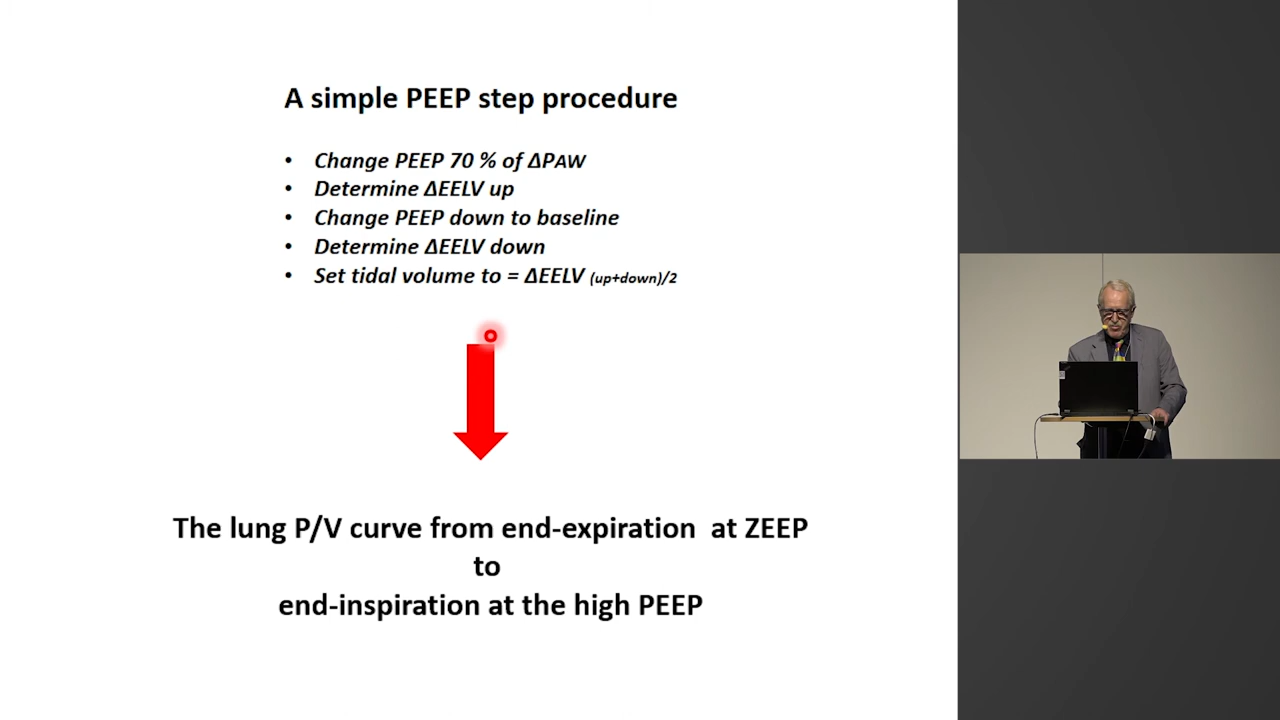 A simple PEEP step procedure
• Change PEEP 70 % of ΔPAW
• Determine ΔEELV up
• Change PEEP down to baseline
• Determine ΔEELV down
• Set tidal volume to = ΔEELV (up+down)/2
The lung P/V curve from end-expiration at ZEEP
to
end-inspiration at the high PEEP